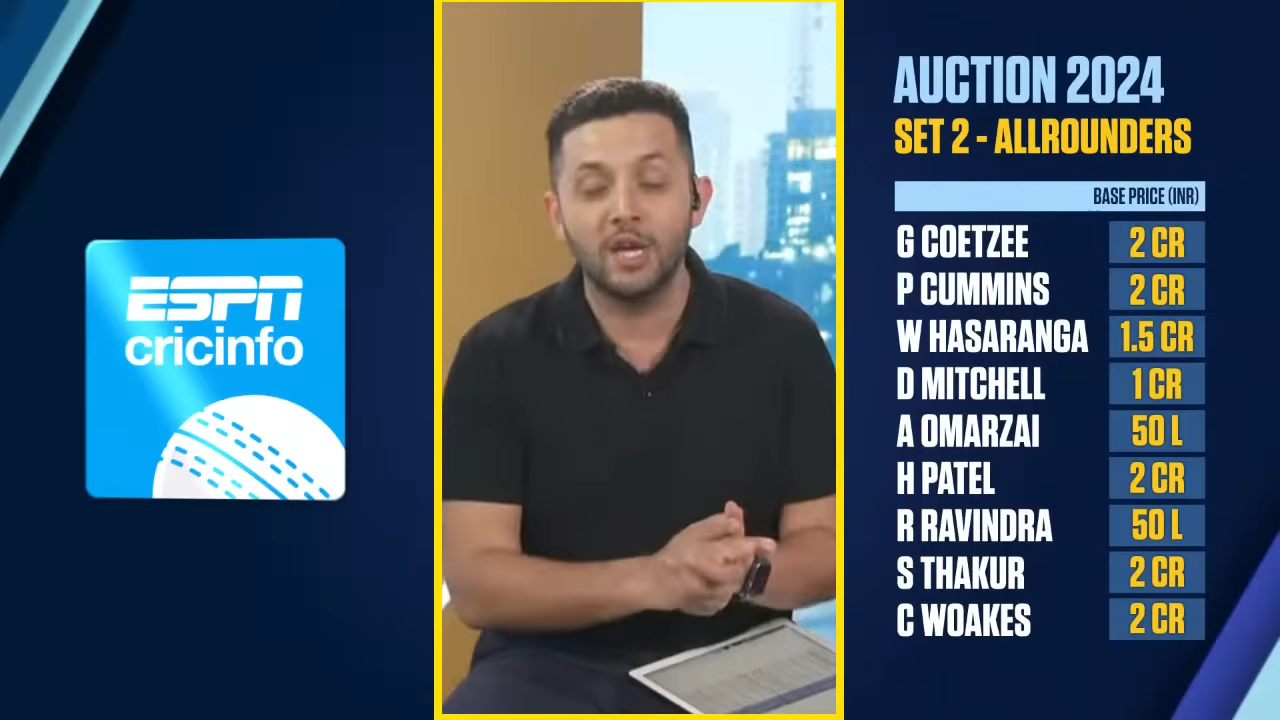 ESPN
cricinfo
AUCTION 2024
SET 2 - ALLROUNDERS
BASE PRICE (INR)
G COETZEE 2 CR
P CUMMINS 2 CR
W HASARANGA 1.5 CR
D MITCHELL 1 CR
A OMARZAI 50 L
H PATEL 2 CR
R RAVINDRA 50 L
S THAKUR 2 CR
C WOAKES 2 CR